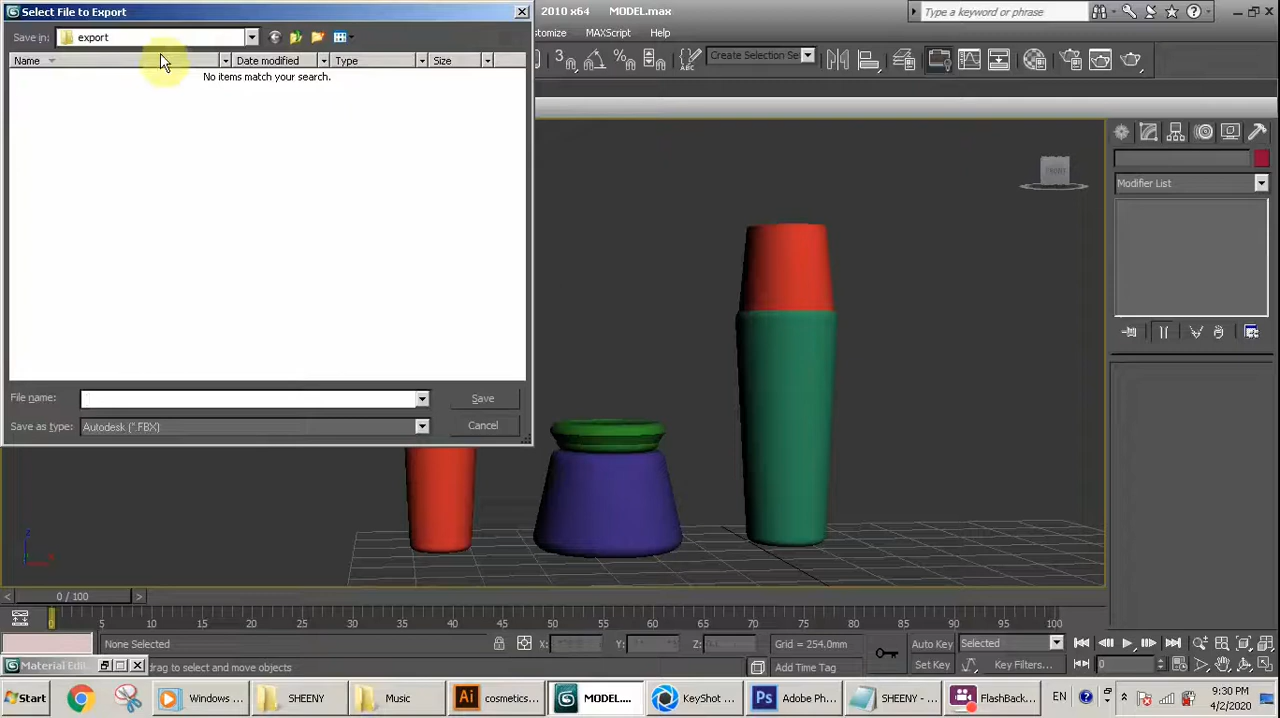 Select File to Export
2010 x64 MODEL.max
Type a keyword or phrase
Save in: export
stomize MAXScript Help
Name Date modified Type Size
Create Selection Se
No items match your search.
Modifier List
File name: Save
Save as type: Autodesk (*.FBX) Cancel
0 / 100
0 5 10 15 20 25 30 35 40 45 50 55 60 65 70 75 80 85 90 95 100
None Selected X: Y: Z: Grid = 254.0mm Auto Key Selected
Material Edi... drag to select and move objects Add Time Tag Set Key Key Filters... 0
Start Windows ... SHEENY Music cosmetics... MODEL.... KeyShot ... Adobe Ph... SHEENY - ... FlashBack... EN 9:30 PM
4/2/2020